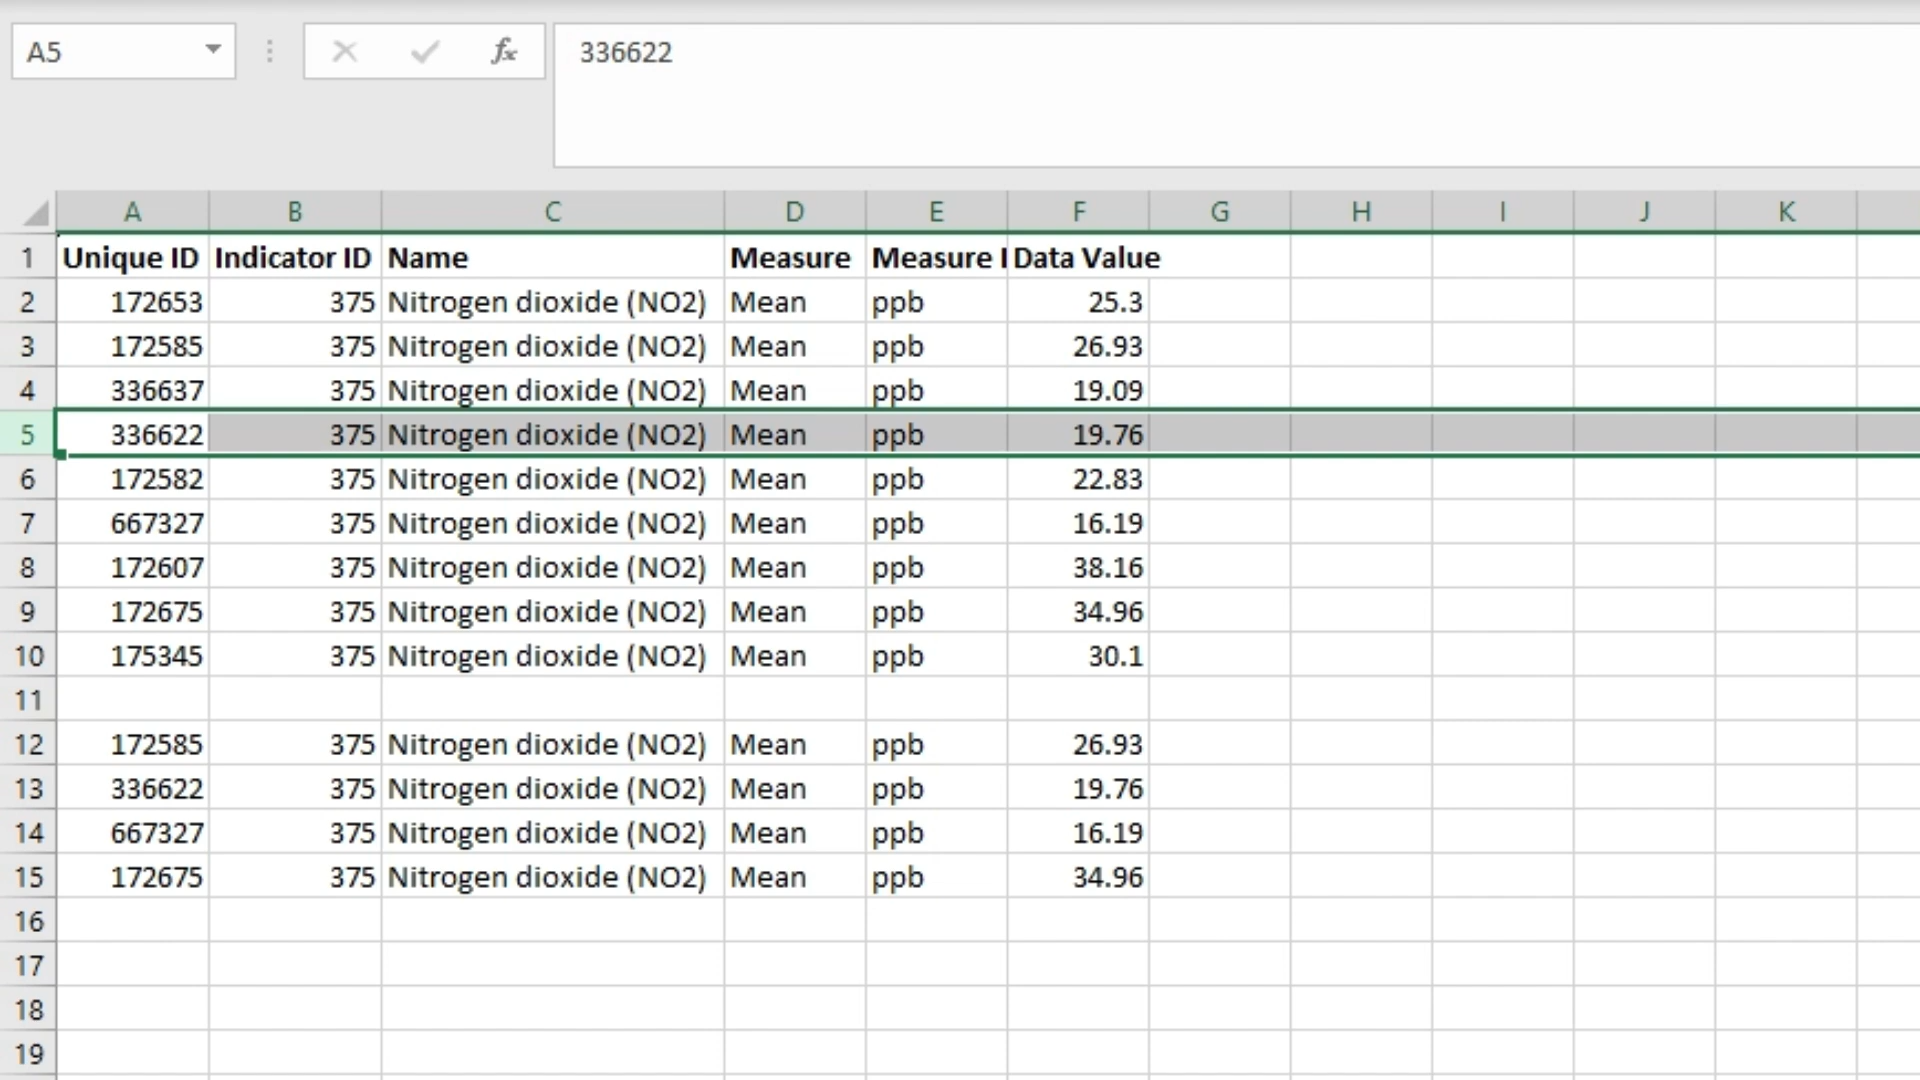 A5 fx 336622
A B C D E F G H I J K
1 Unique ID Indicator ID Name Measure Measure I Data Value
2 172653 375 Nitrogen dioxide (NO2) Mean ppb 25.3
3 172585 375 Nitrogen dioxide (NO2) Mean ppb 26.93
4 336637 375 Nitrogen dioxide (NO2) Mean ppb 19.09
5 336622 375 Nitrogen dioxide (NO2) Mean ppb 19.76
6 172582 375 Nitrogen dioxide (NO2) Mean ppb 22.83
7 667327 375 Nitrogen dioxide (NO2) Mean ppb 16.19
8 172607 375 Nitrogen dioxide (NO2) Mean ppb 38.16
9 172675 375 Nitrogen dioxide (NO2) Mean ppb 34.96
10 175345 375 Nitrogen dioxide (NO2) Mean ppb 30.1
11
12 172585 375 Nitrogen dioxide (NO2) Mean ppb 26.93
13 336622 375 Nitrogen dioxide (NO2) Mean ppb 19.76
14 667327 375 Nitrogen dioxide (NO2) Mean ppb 16.19
15 172675 375 Nitrogen dioxide (NO2) Mean ppb 34.96
16
17
18
19